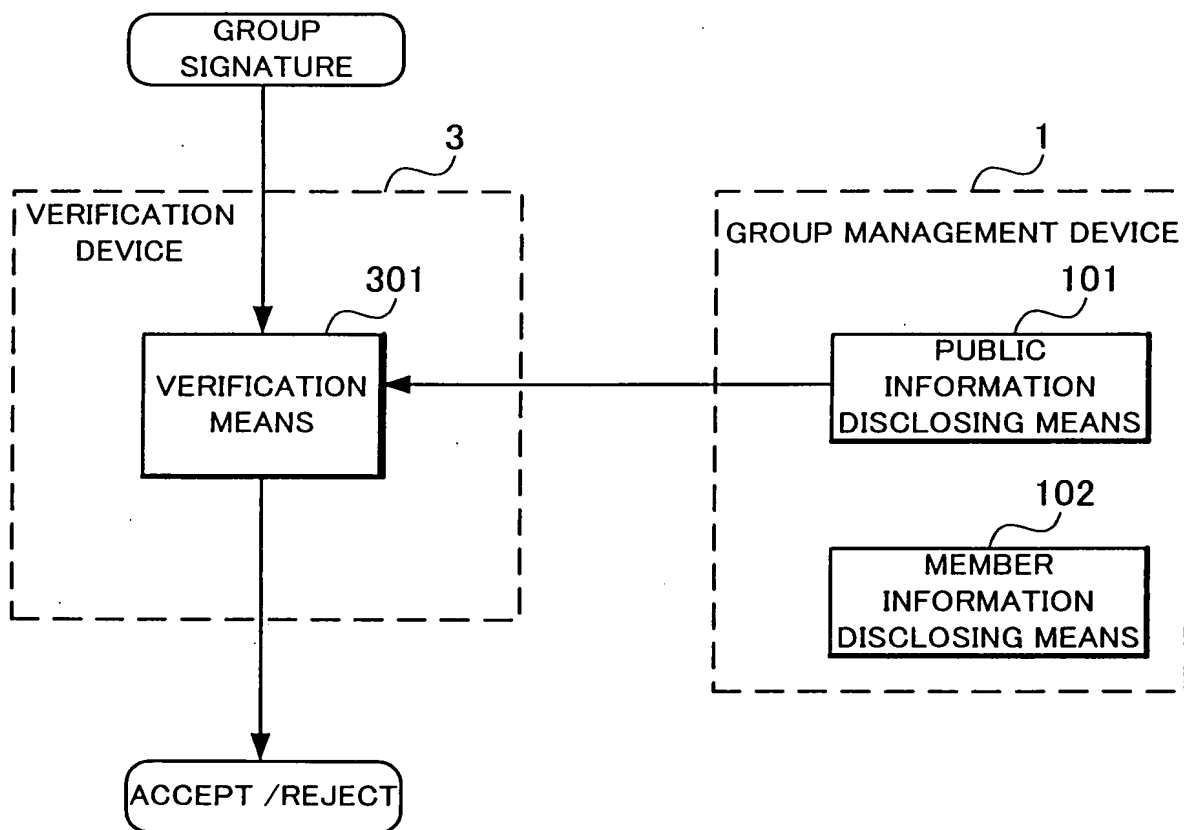 GROUP
SIGNATURE
3
1
VERIFICATION
DEVICE
GROUP MANAGEMENT DEVICE
301
101
VERIFICATION
MEANS
PUBLIC
INFORMATION
DISCLOSING MEANS
102
MEMBER
INFORMATION
DISCLOSING MEANS
ACCEPT /REJECT